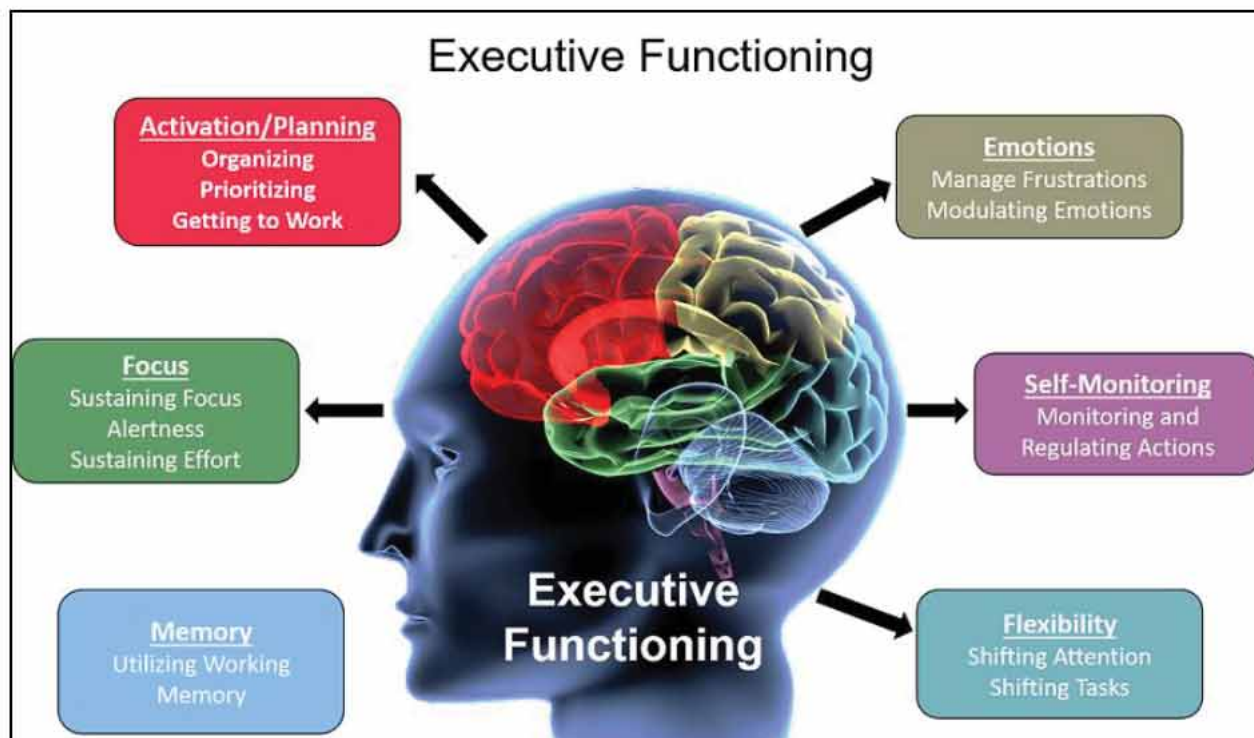 Executive Functioning
Activation/Planning
Organizing
Prioritizing
Getting to Work
Emotions
Manage Frustrations
Modulating Emotions
Focus
Sustaining Focus
Alertness
Sustaining Effort
Self-Monitoring
Monitoring and
Regulating Actions
Memory
Utilizing Working
Memory
Executive
Functioning
Flexibility
Shifting Attention
Shifting Tasks